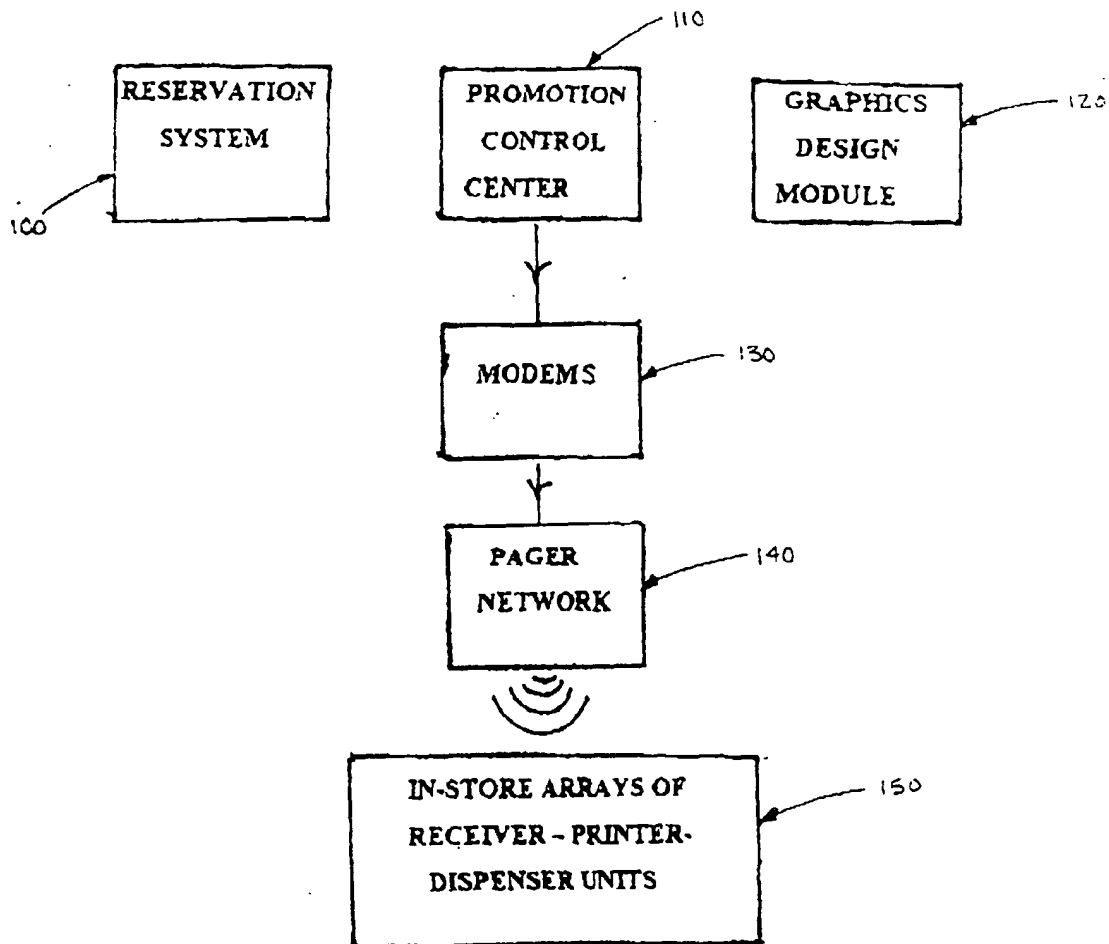 110
RESERVATION
SYSTEM
100
PROMOTION
CONTROL
CENTER
GRAPHICS
DESIGN
MODULE
120
MODEMS
130
PAGER
NETWORK
140
IN-STORE ARRAYS OF
RECEIVER - PRINTER-
DISPENSER UNITS
150